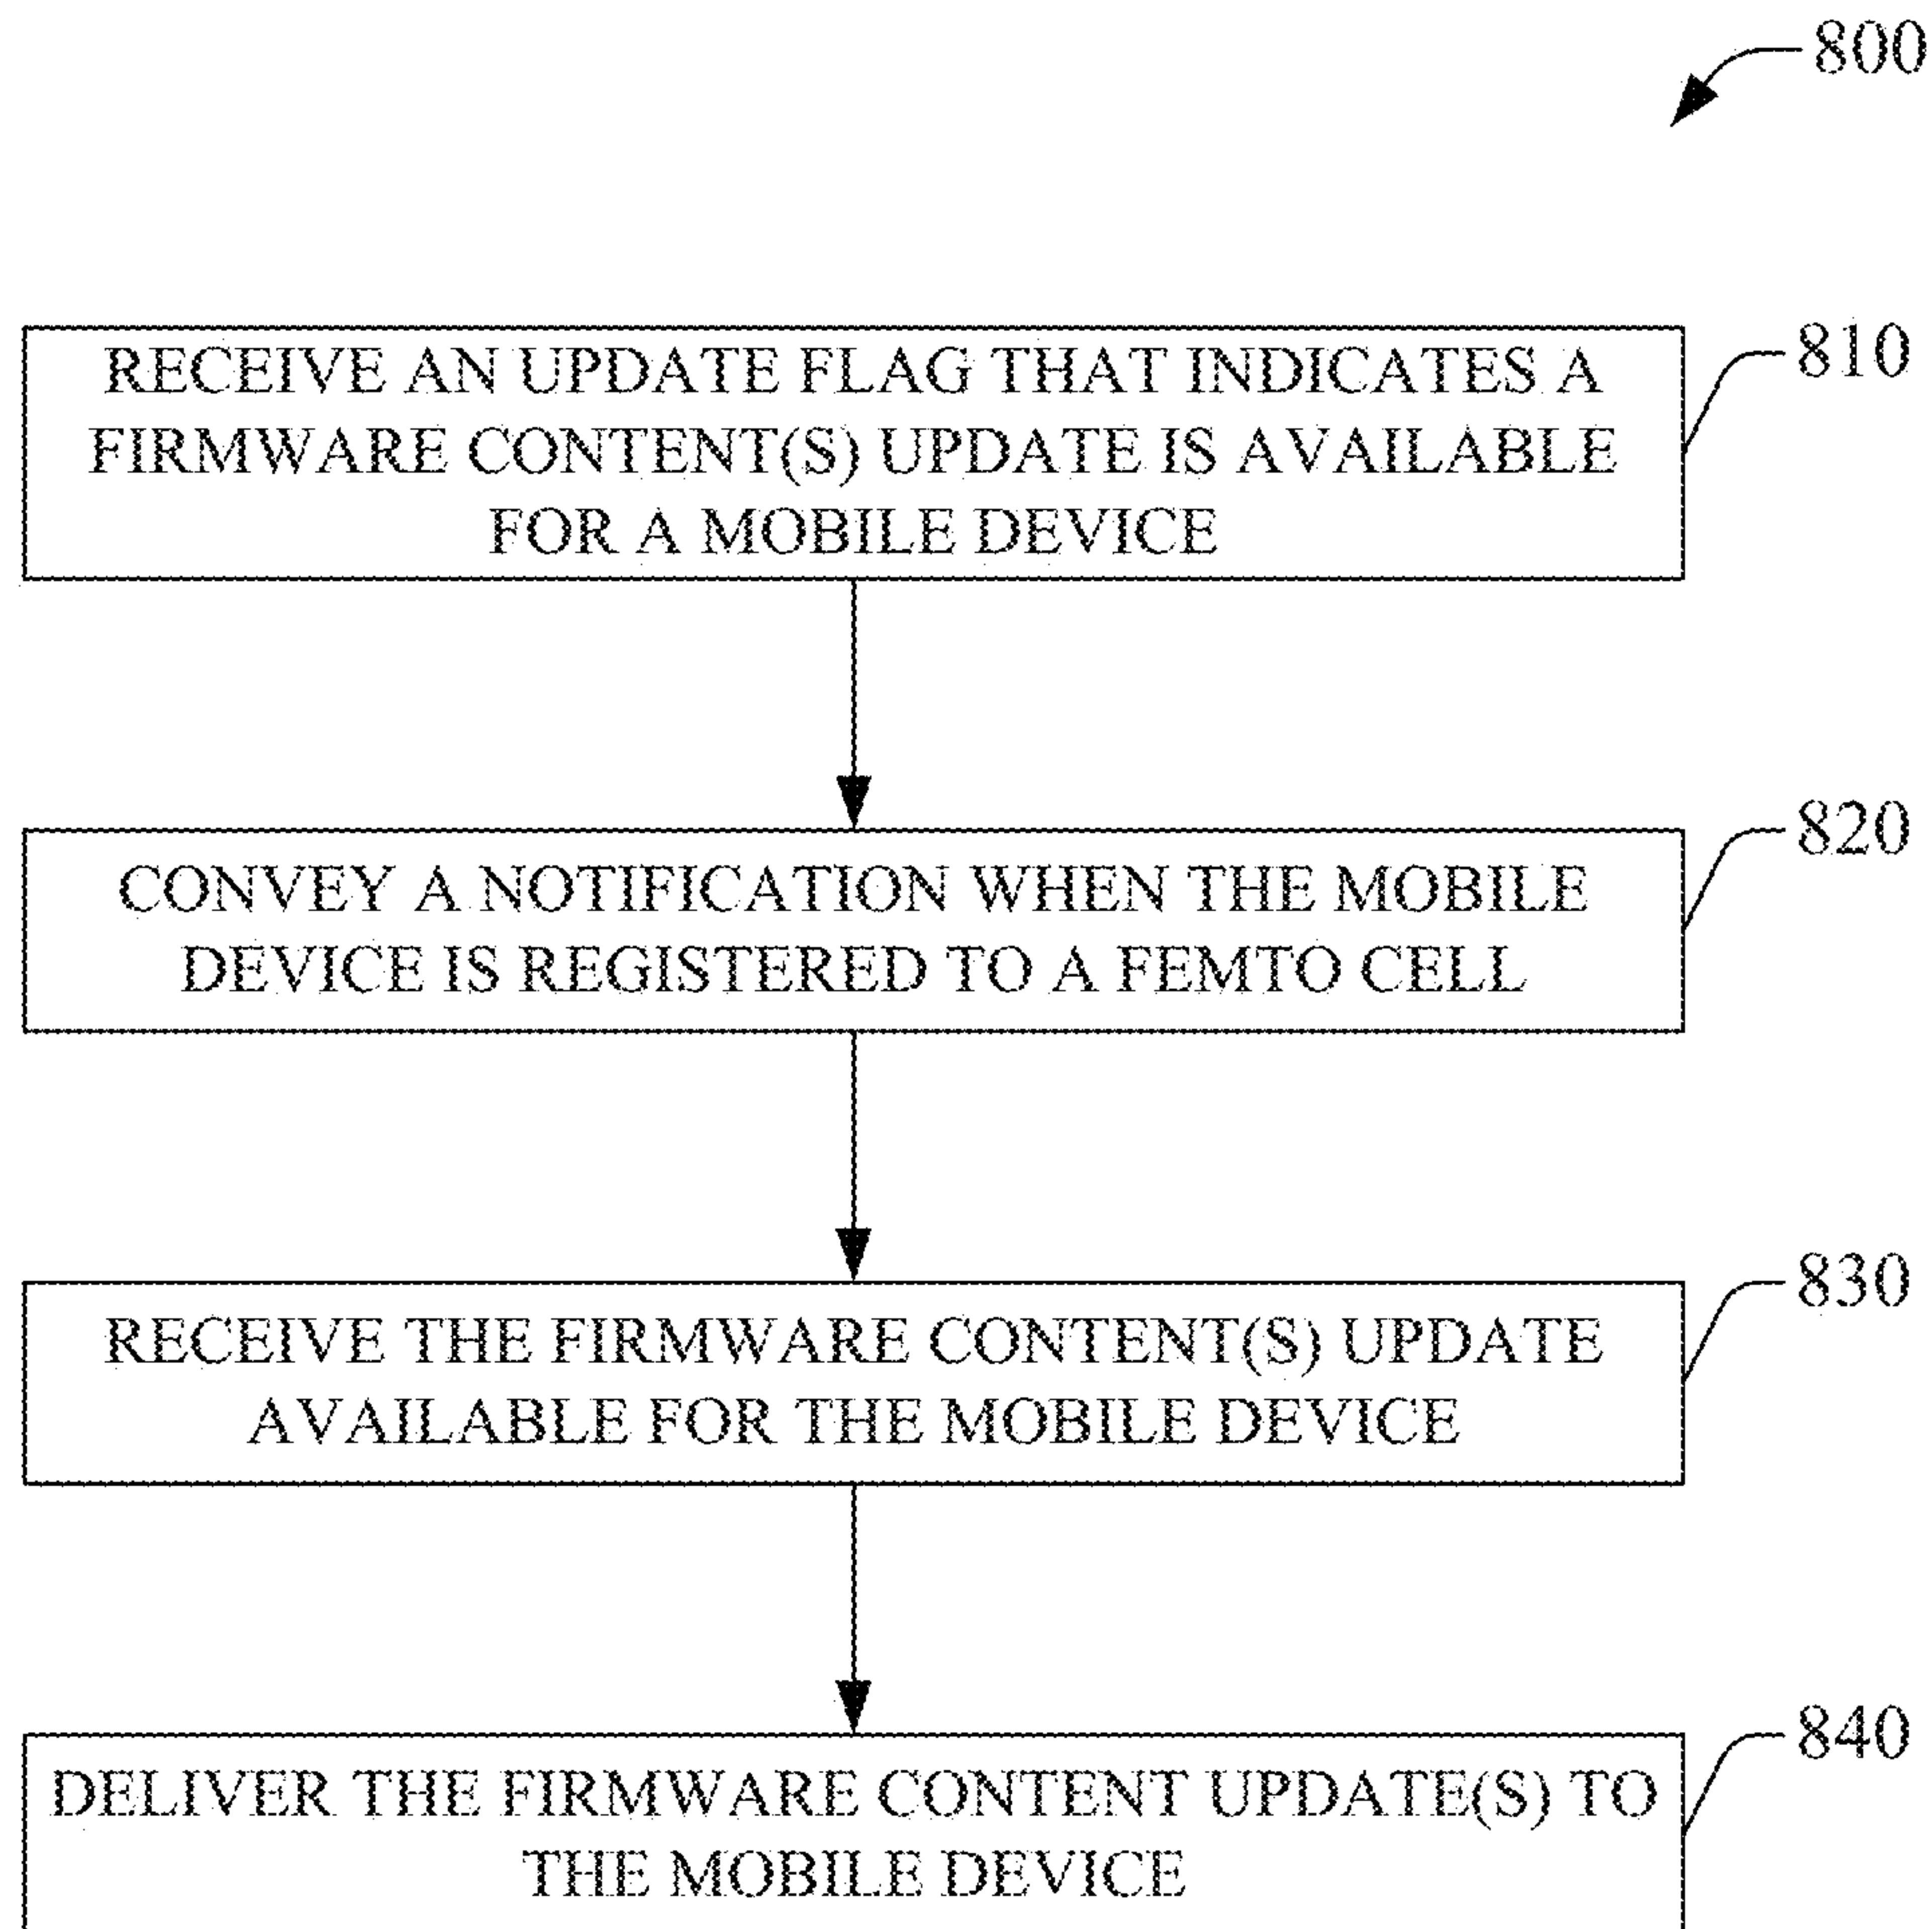 800
RECEIVE AN UPDATE FLAG THAT INDICATES A
FIRMWARE CONTENT(S) UPDATE IS AVAILABLE
FOR A MOBILE DEVICE
810
CONVEY A NOTIFICATION WHEN THE MOBILE
DEVICE IS REGISTERED TO A FEMTO CELL
820
RECEIVE THE FIRMWARE CONTENT(S) UPDATE
AVAILABLE FOR THE MOBILE DEVICE
830
DELIVER THE FIRMWARE CONTENT UPDATE(S) TO
THE MOBILE DEVICE
840